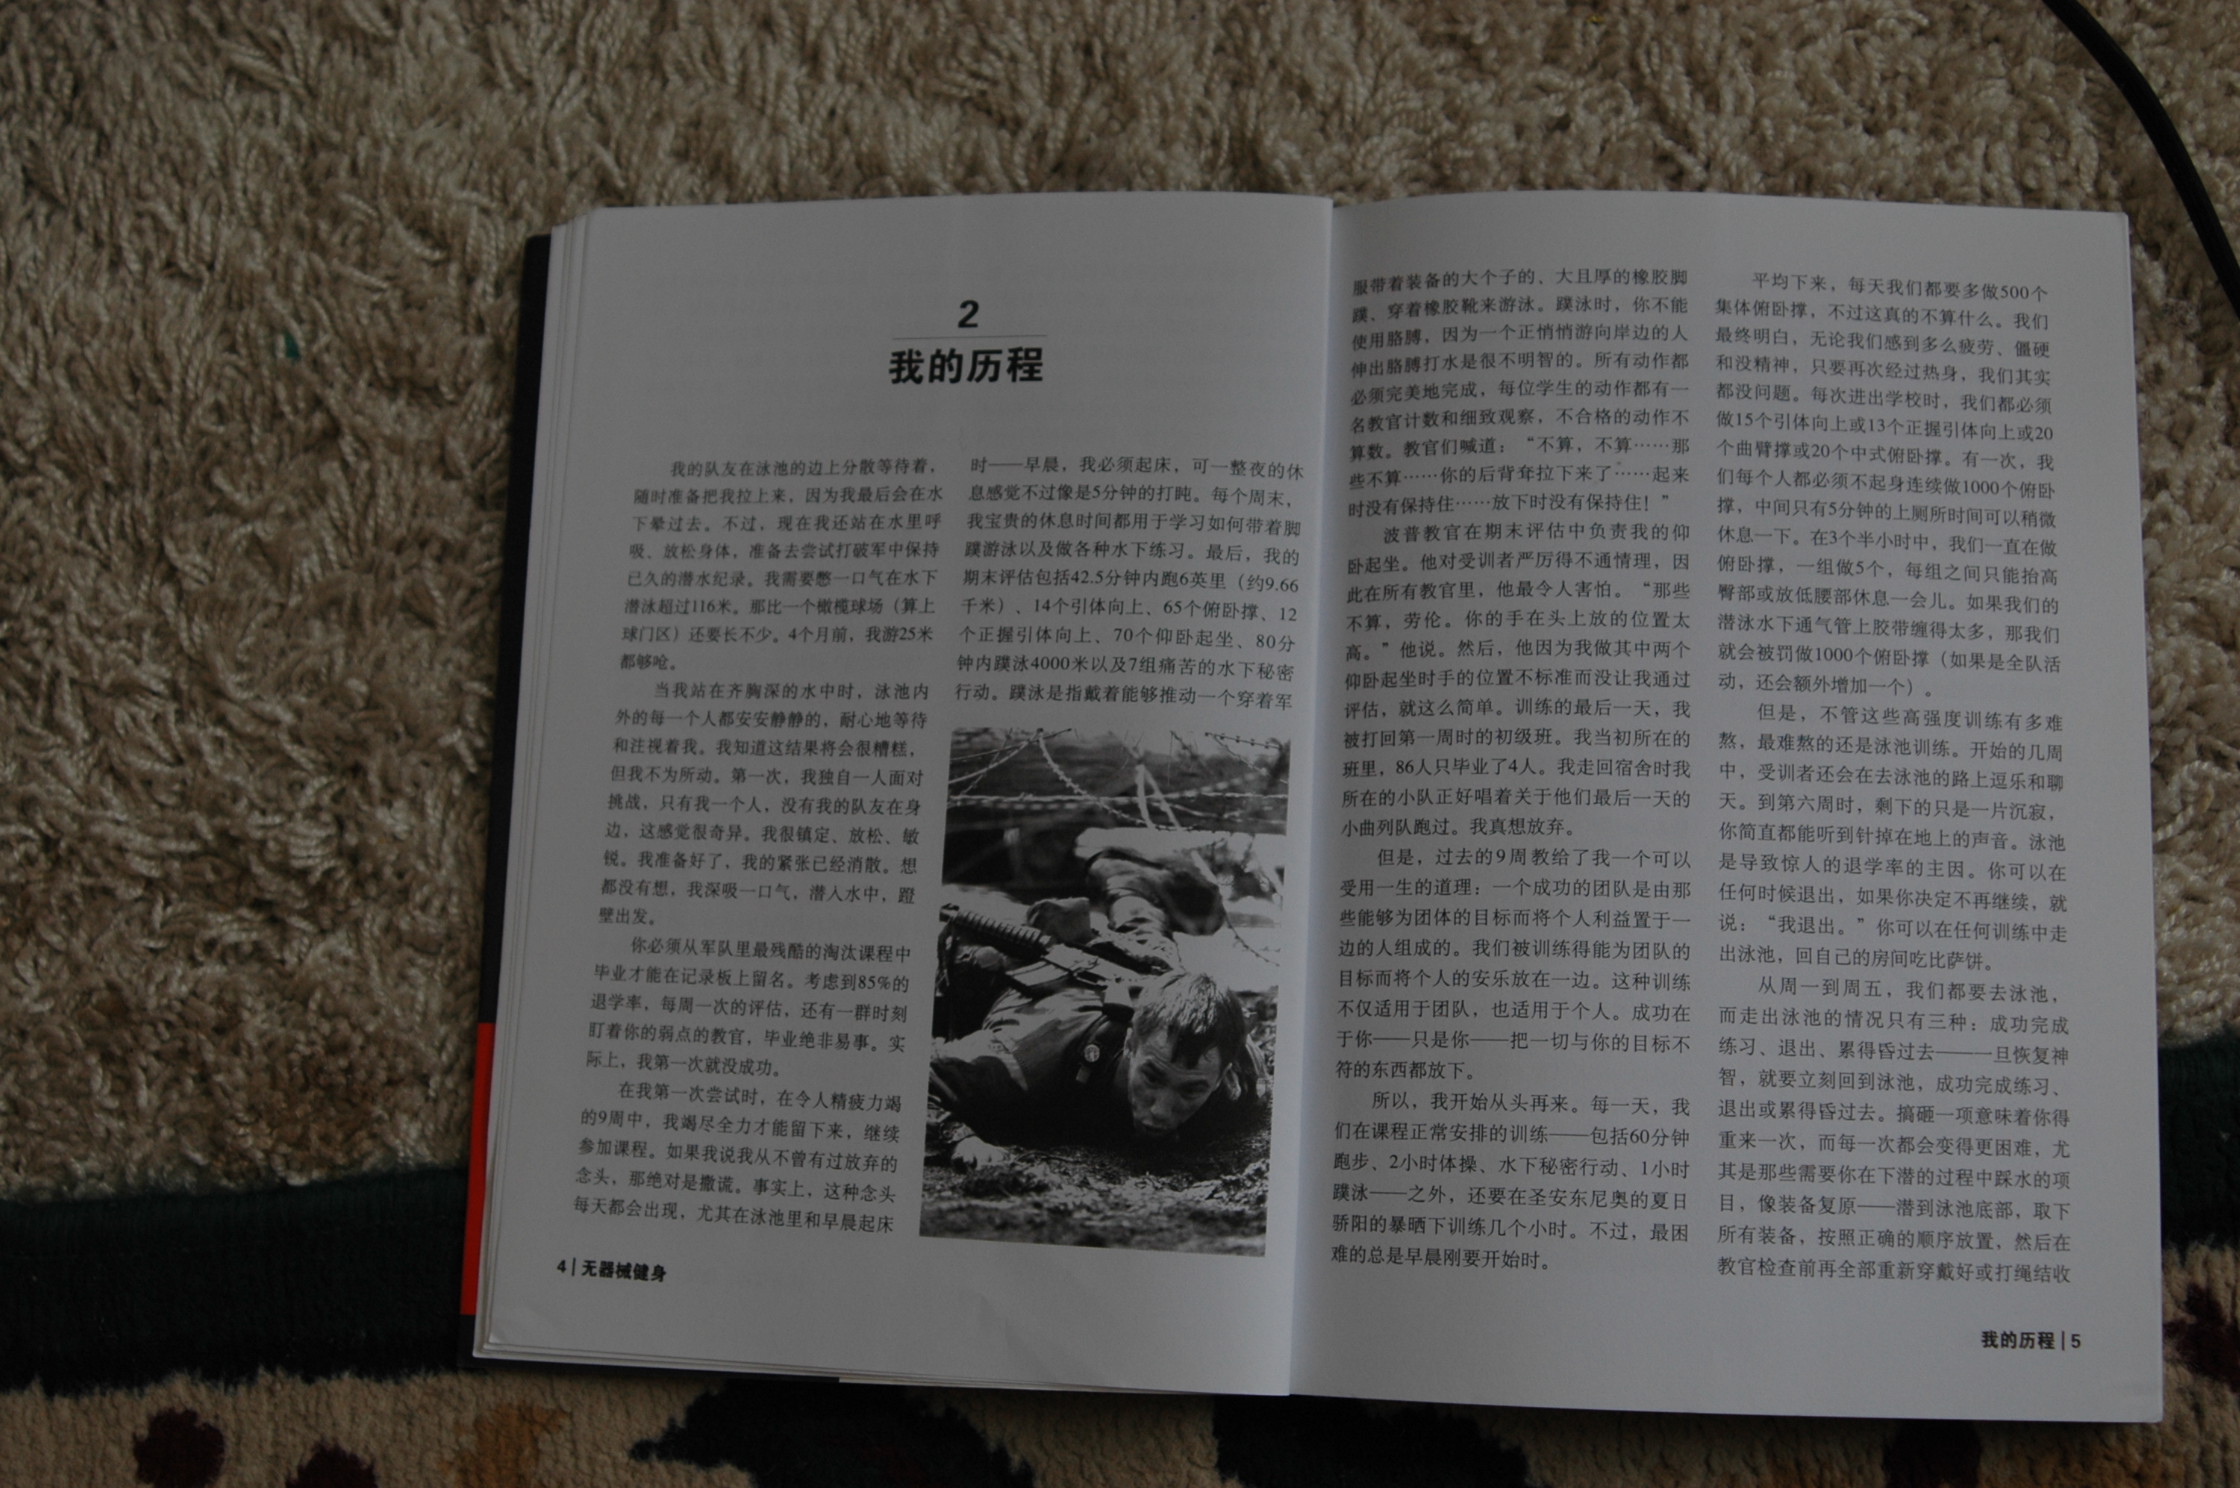 2
我的历程
我的队友在泳池的边上分散等待着，
随时准备把我拉上来，因为我最后会在水
下晕过去。不过，现在我还站在水里呼
吸、放松身体，准备去尝试打破军中保持
已久的潜水纪录。我需要憋一口气在水下
潜泳超过116米。那比一个橄榄球场（算上
球门区）还要长不少。4个月前，我游25米
都够呛。
当我站在齐胸深的水中时，泳池内
外的每一个人都安安静静的，耐心地等待
和注视着我。我知道这结果将会很糟糕，
但我不为所动。第一次，我独自一人面对
挑战，只有我一个人，没有我的队友在身
边，这感觉很奇异。我很镇定、放松、敏
锐。我准备好了，我的紧张已经消散。想
都没有想，我深吸一口气，潜入水中，蹬
壁出发。
你必须从军队里最残酷的淘汰课程中
毕业才能在记录板上留名。考虑到85%的
退学率，每周一次的评估，还有一群时刻
盯着你的弱点的教官，毕业绝非易事。实
际上，我第一次就没成功。
在我第一次尝试时，在令人精疲力竭
的9周中，我竭尽全力才能留下来，继续
参加课程。如果我说我从不曾有过放弃的
念头，那绝对是撒谎。事实上，这种念头
每天都会出现，尤其在泳池里和早晨起床
时——早晨，我必须起床，可一整夜的休
息感觉不过像是5分钟的打盹。每个周末，
我宝贵的休息时间都用于学习如何带着脚
蹼游泳以及做各种水下练习。最后，我的
期末评估包括42.5分钟内跑6英里（约9.66
千米）、14个引体向上、65个俯卧撑、12
个正握引体向上、70个仰卧起坐、80分
钟内蹼泳4000米以及7组痛苦的水下秘密
行动。蹼泳是指戴着能够推动一个穿着军
4|无器械健身
服带着装备的大个子的、大且厚的橡胶脚
蹼、穿着橡胶靴来游泳。蹼泳时，你不能
使用胳膊，因为一个正悄悄游向岸边的人
伸出胳膊打水是很不明智的。所有动作都
必须完美地完成，每位学生的动作都有一
名教官计数和细致观察，不合格的动作不
算数。教官们喊道：“不算，不算……那
些不算……你的后背耷拉下来了……起来
时没有保持住……放下时没有保持住！”
波普教官在期末评估中负责我的仰
卧起坐。他对受训者严厉得不通情理，因
此在所有教官里，他最令人害怕。“那些
不算，劳伦。你的手在头上放的位置太
高。”他说。然后，他因为我做其中两个
仰卧起坐时手的位置不标准而没让我通过
评估，就这么简单。训练的最后一天，我
被打回第一周时的初级班。我当初所在的
班里，86人只毕业了4人。我走回宿舍时我
所在的小队正好唱着关于他们最后一天的
小曲列队跑过。我真想放弃。
但是，过去的9周教给了我一个可以
受用一生的道理：一个成功的团队是由那
些能够为团体的目标而将个人利益置于一
边的人组成的。我们被训练得能为团队的
目标而将个人的安乐放在一边。这种训练
不仅适用于团队，也适用于个人。成功在
于你——只是你——把一切与你的目标不
符的东西都放下。
所以，我开始从头再来。每一天，我
们在课程正常安排的训练——包括60分钟
跑步、2小时体操、水下秘密行动、1小时
蹼泳——之外，还要在圣安东尼奥的夏日
骄阳的暴晒下训练几个小时。不过，最困
难的总是早晨刚要开始时。
平均下来，每天我们都要多做500个
集体俯卧撑，不过这真的不算什么。我们
最终明白，无论我们感到多么疲劳、僵硬
和没精神，只要再次经过热身，我们其实
都没问题。每次进出学校时，我们都必须
做15个引体向上或13个正握引体向上或20
个曲臂撑或20个中式俯卧撑。有一次，我
们每个人都必须不起身连续做1000个俯卧
撑，中间只有5分钟的上厕所时间可以稍微
休息一下。在3个半小时中，我们一直在做
俯卧撑，一组做5个，每组之间只能抬高
臀部或放低腰部休息一会儿。如果我们的
潜泳水下通气管上胶带缠得太多，那我们
就会被罚做1000个俯卧撑（如果是全队活
动，还会额外增加一个）。
但是，不管这些高强度训练有多难
熬，最难熬的还是泳池训练。开始的几周
中，受训者还会在去泳池的路上逗乐和聊
天。到第六周时，剩下的只是一片沉寂，
你简直都能听到针掉在地上的声音。泳池
是导致惊人的退学率的主因。你可以在
任何时候退出，如果你决定不再继续，就
说：“我退出。”你可以在任何训练中走
出泳池，回自己的房间吃比萨饼。
从周一到周五，我们都要去泳池，
而走出泳池的情况只有三种：成功完成
练习、退出、累得昏过去——一旦恢复神
智，就要立刻回到泳池，成功完成练习、
退出或累得昏过去。搞砸一项意味着你得
重来一次，而每一次都会变得更困难，尤
其是那些需要你在下潜的过程中踩水的项
目，像装备复原——潜到泳池底部，取下
所有装备，按照正确的顺序放置，然后在
教官检查前再全部重新穿戴好或打绳结收
我的历程|5